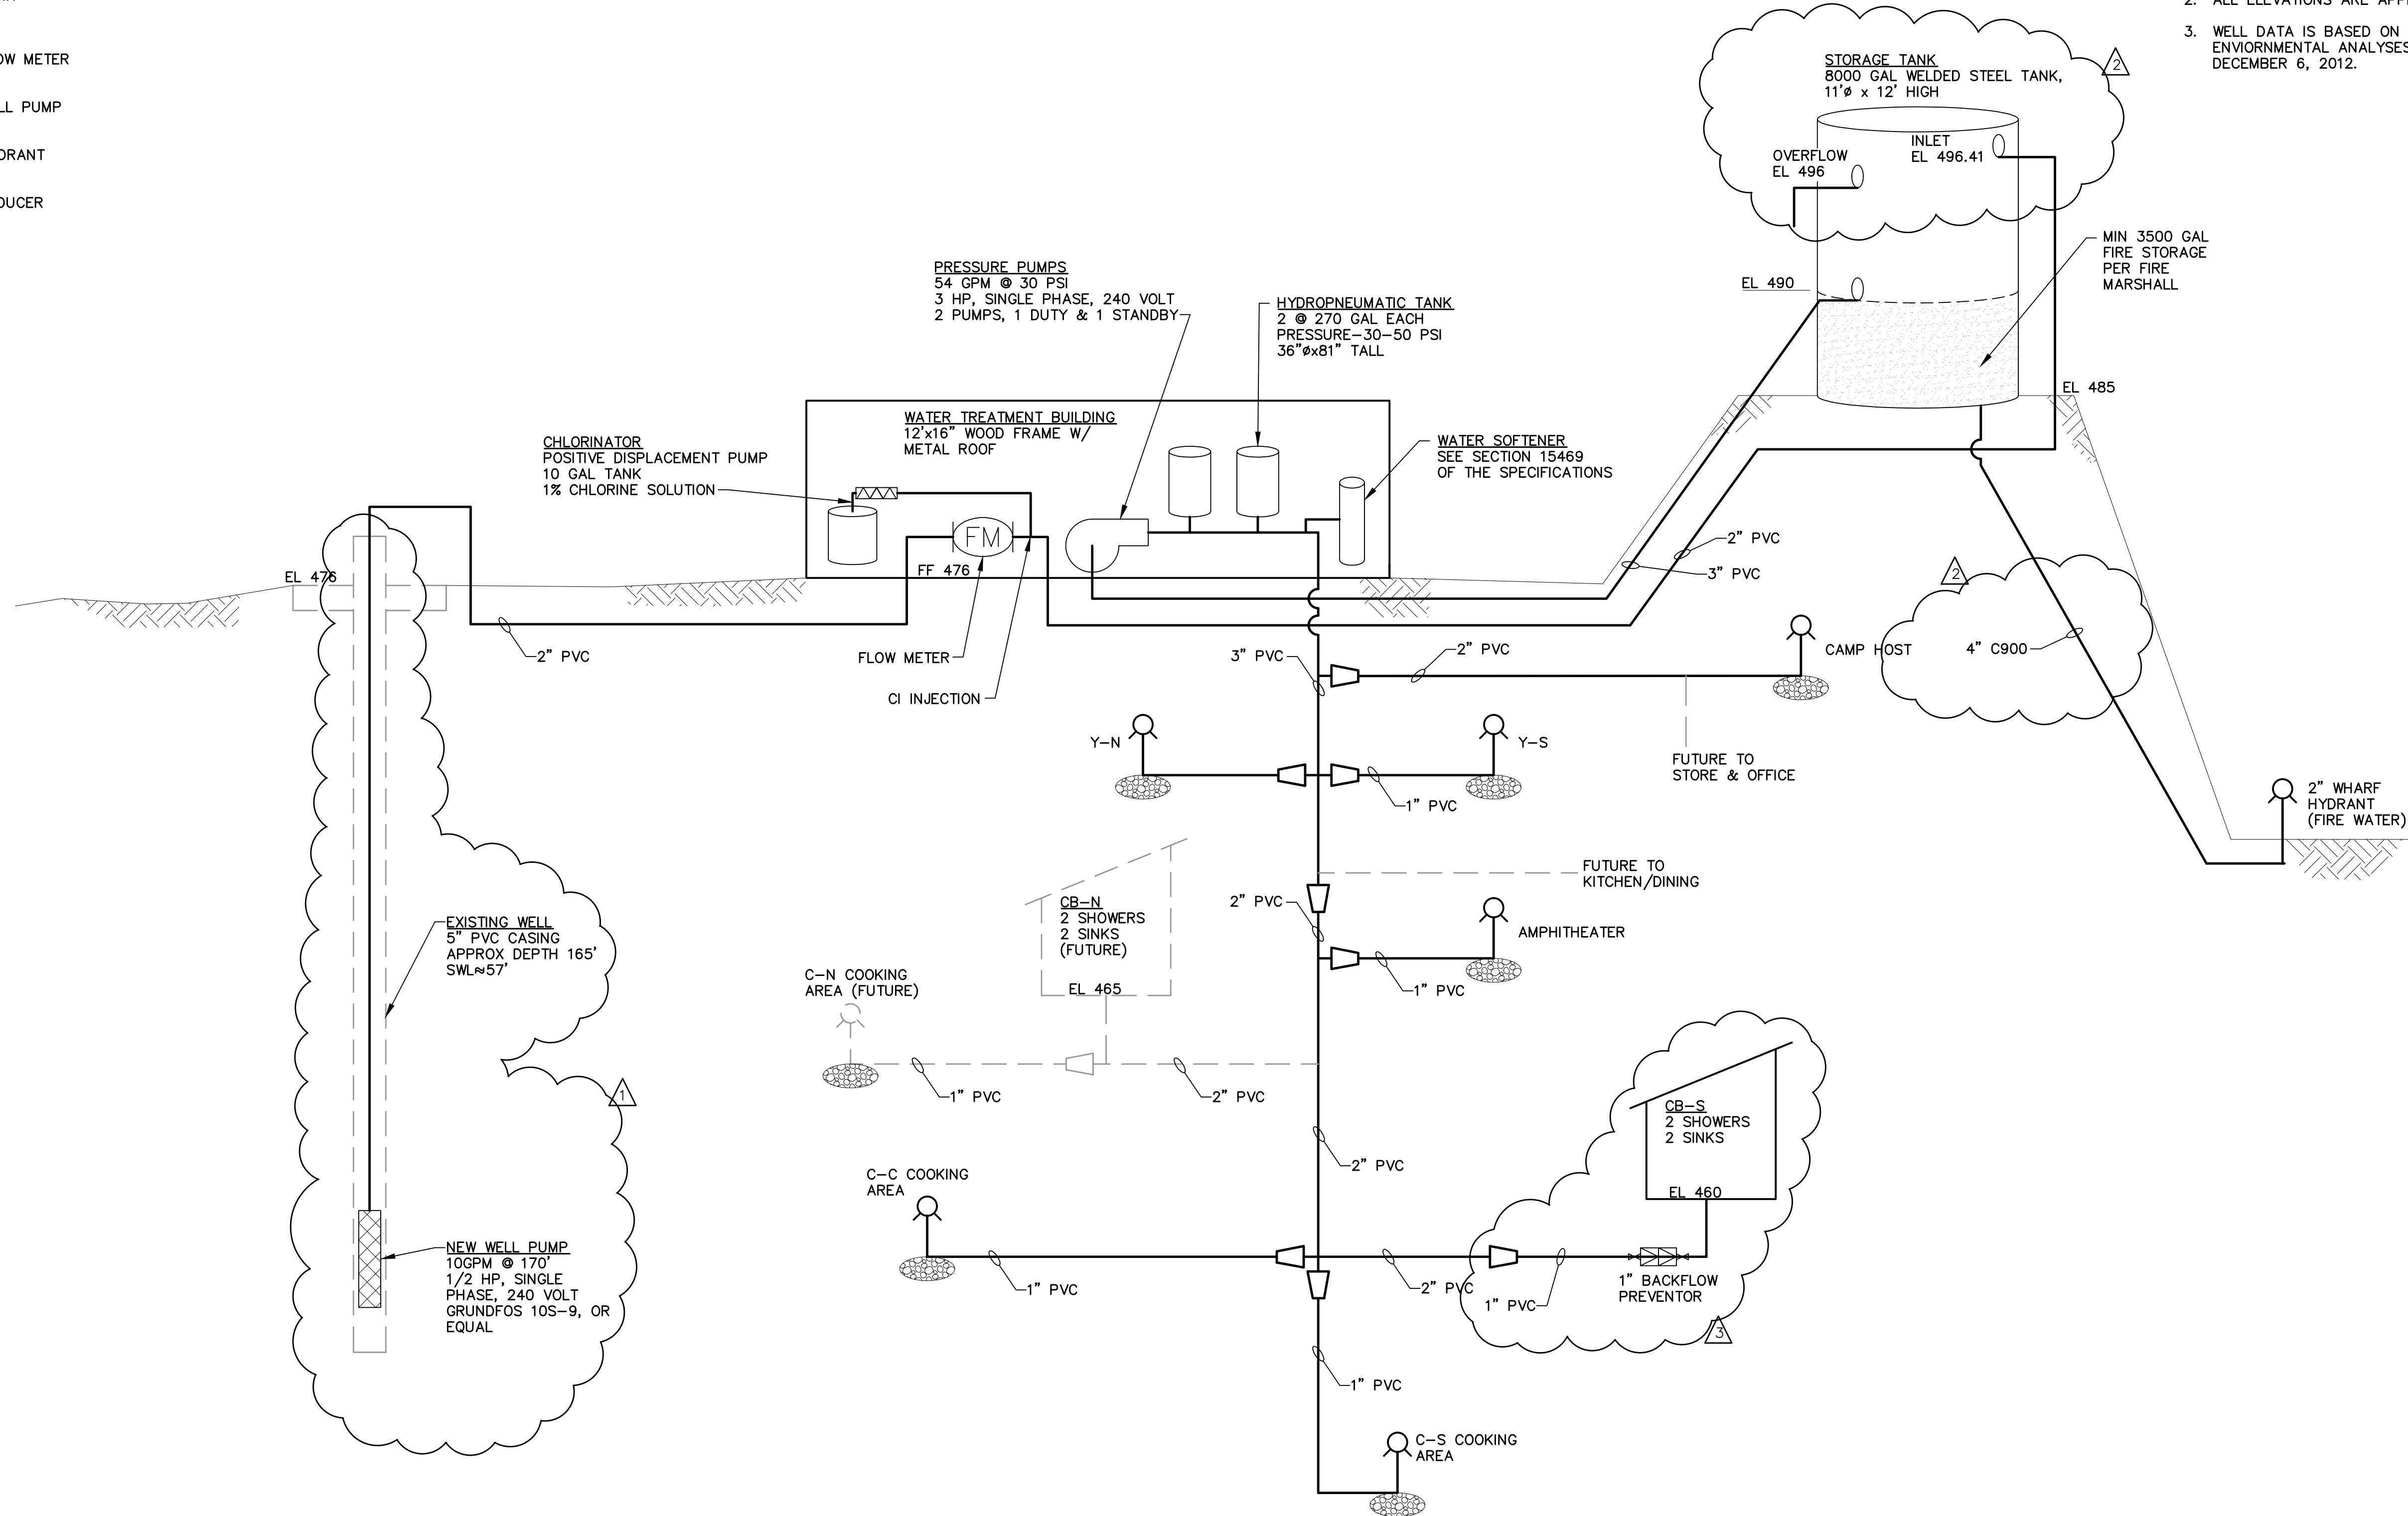 OW METER
LL PUMP
DRANT
DUCER
3. WELL DATA IS BASED ON
ENVIORNMENTAL ANALYSES
DECEMBER 6, 2012.
STORAGE TANK
8000 GAL WELDED STEEL TANK,
11'ø x 12' HIGH
2
INLET
EL 496.41
OVERFLOW
EL 496
MIN 3500 GAL
FIRE STORAGE
PER FIRE
MARSHALL
EL 490
EL 485
PRESSURE PUMPS
54 GPM @ 30 PSI
3 HP, SINGLE PHASE, 240 VOLT
2 PUMPS, 1 DUTY & 1 STANDBY
HYDROPNEUMATIC TANK
2 @ 270 GAL EACH
PRESSURE-30-50 PSI
36"øx81" TALL
WATER TREATMENT BUILDING
12'x16" WOOD FRAME W/
METAL ROOF
CHLORINATOR
POSITIVE DISPLACEMENT PUMP
10 GAL TANK
1% CHLORINE SOLUTION
WATER SOFTENER
SEE SECTION 15469
OF THE SPECIFICATIONS
FM
FF 476
EL 476
2" PVC
3" PVC
2
2" PVC
FLOW METER
CI INJECTION
3" PVC
2" PVC
CAMP HOST
4" C900
Y-N
Y-S
1" PVC
FUTURE TO
STORE & OFFICE
2" WHARF
HYDRANT
(FIRE WATER)
FUTURE TO
KITCHEN/DINING
CB-N
2 SHOWERS
2 SINKS
(FUTURE)
EL 465
2" PVC
AMPHITHEATER
1" PVC
EXISTING WELL
5" PVC CASING
APPROX DEPTH 165'
SWL≈57'
C-N COOKING
AREA (FUTURE)
1" PVC
2" PVC
1
CB-S
2 SHOWERS
2 SINKS
EL 460
2" PVC
C-C COOKING
AREA
NEW WELL PUMP
10GPM @ 170'
1/2 HP, SINGLE
PHASE, 240 VOLT
GRUNDFOS 10S-9, OR
EQUAL
1" PVC
2" PVC
1" PVC
1" BACKFLOW
PREVENTOR
3
1" PVC
C-S COOKING
AREA